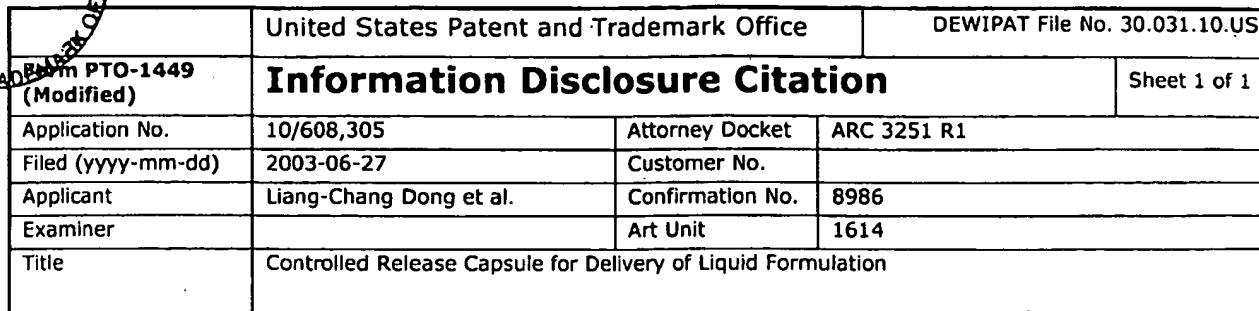 United States Patent and Trademark Office DEWIPAT File No. 30.031.10.US
Form PTO-1449 (Modified) Information Disclosure Citation Sheet 1 of 1
Application No. 10/608,305 Attorney Docket ARC 3251 R1
Filed (yyyy-mm-dd) 2003-06-27 Customer No.
Applicant Liang-Chang Dong et al. Confirmation No. 8986
Examiner Art Unit 1614
Title Controlled Release Capsule for Delivery of Liquid Formulation